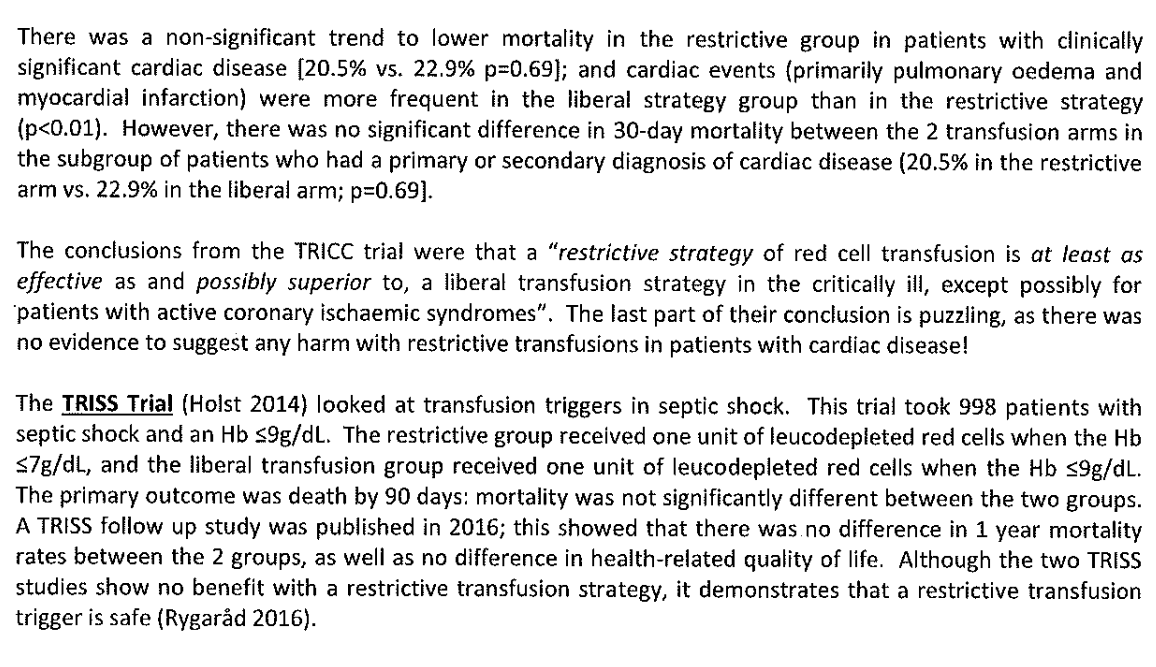 There was a non-significant trend to lower mortality in the restrictive group in patients with clinically
significant cardiac disease [20.5% vs. 22.9% p=0.69]; and cardiac events (primarily pulmonary oedema and
myocardial infarction) were more frequent in the liberal strategy group than in the restrictive strategy
(p<0.01). However, there was no significant difference in 30-day mortality between the 2 transfusion arms in
the subgroup of patients who had a primary or secondary diagnosis of cardiac disease (20.5% in the restrictive
arm vs. 22.9% in the liberal arm; p=0.69].
The conclusions from the TRICC trial were that a "restrictive strategy of red cell transfusion is at least as
effective as and possibly superior to, a liberal transfusion strategy in the critically ill, except possibly for
patients with active coronary ischaemic syndromes". The last part of their conclusion is puzzling, as there was
no evidence to suggest any harm with restrictive transfusions in patients with cardiac disease!
The TRISS Trial (Holst 2014) looked at transfusion triggers in septic shock. This trial took 998 patients with
septic shock and an Hb ≤9g/dL. The restrictive group received one unit of leucodepleted red cells when the Hb
≤7g/dL, and the liberal transfusion group received one unit of leucodepleted red cells when the Hb ≤9g/dL.
The primary outcome was death by 90 days: mortality was not significantly different between the two groups.
A TRISS follow up study was published in 2016; this showed that there was no difference in 1 year mortality
rates between the 2 groups, as well as no difference in health-related quality of life. Although the two TRISS
studies show no benefit with a restrictive transfusion strategy, it demonstrates that a restrictive transfusion
trigger is safe (Rygaråd 2016).